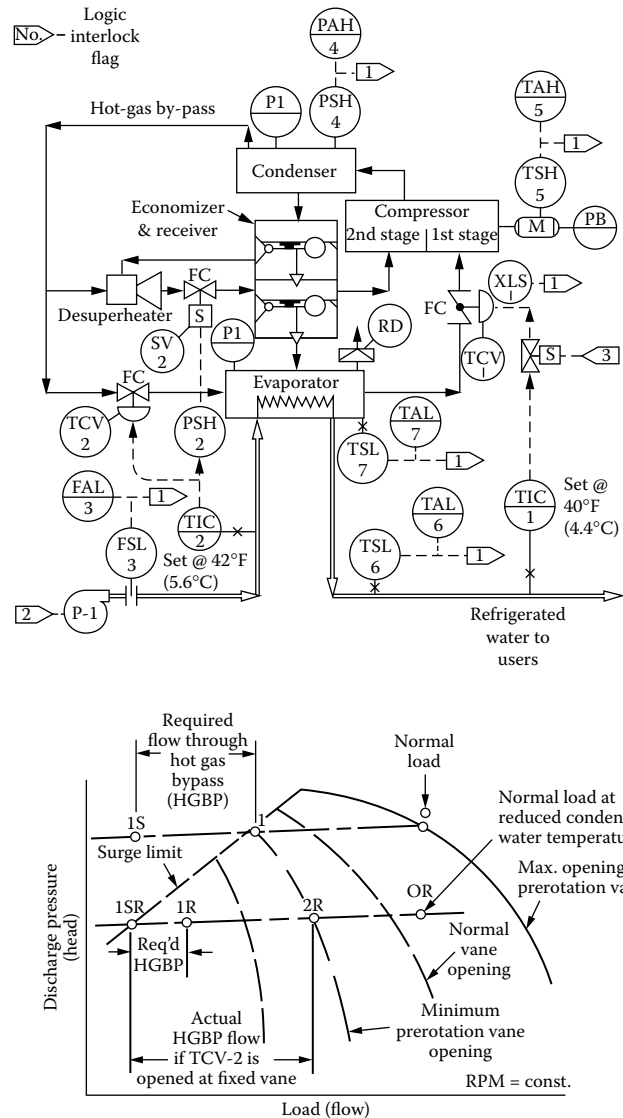 No.
Logic
interlock
flag
PAH
4
1
TAH
5
Hot-gas by-pass
P1
PSH
4
1
TSH
5
Condenser
Economizer
& receiver
Compressor
2nd stage
1st stage
M
PB
FC
Desuperheater
S
SV
2
P1
RD
FC
XLS
1
TCV
1
S
3
FC
Evaporator
TCV
2
PSH
2
TAL
7
TSL
7
1
FAL
3
1
TIC
2
Set @ 42°F
(5.6°C)
TAL
6
Set @
40°F
(4.4°C)
TIC
1
FSL
3
TSL
6
1
2
P-1
Refrigerated
water to
users
Required
flow through
hot gas
bypass
(HGBP)
Normal
load
O
Normal load at
reduced conden
water temperatu
1S
1
Surge limit
Max. opening
prerotation va
1SR
1R
2R
OR
Req'd
HGBP
Normal
vane
opening
Actual
HGBP flow
if TCV-2 is
opened at fixed vane
Minimum
prerotation vane
opening
RPM = const.
Discharge pressure
(head)
Load (flow)